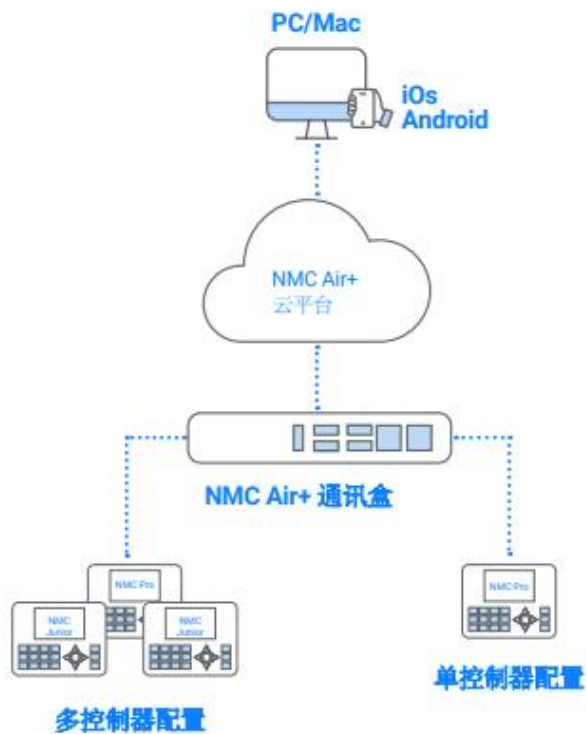 PC/Mac
iOs
Android
NMC Air+
云平台
NMC Air+ 通讯盒
NMC Pro
NMC
Junior
NMC
Junior
多控制器配置
NMC Pro
单控制器配置